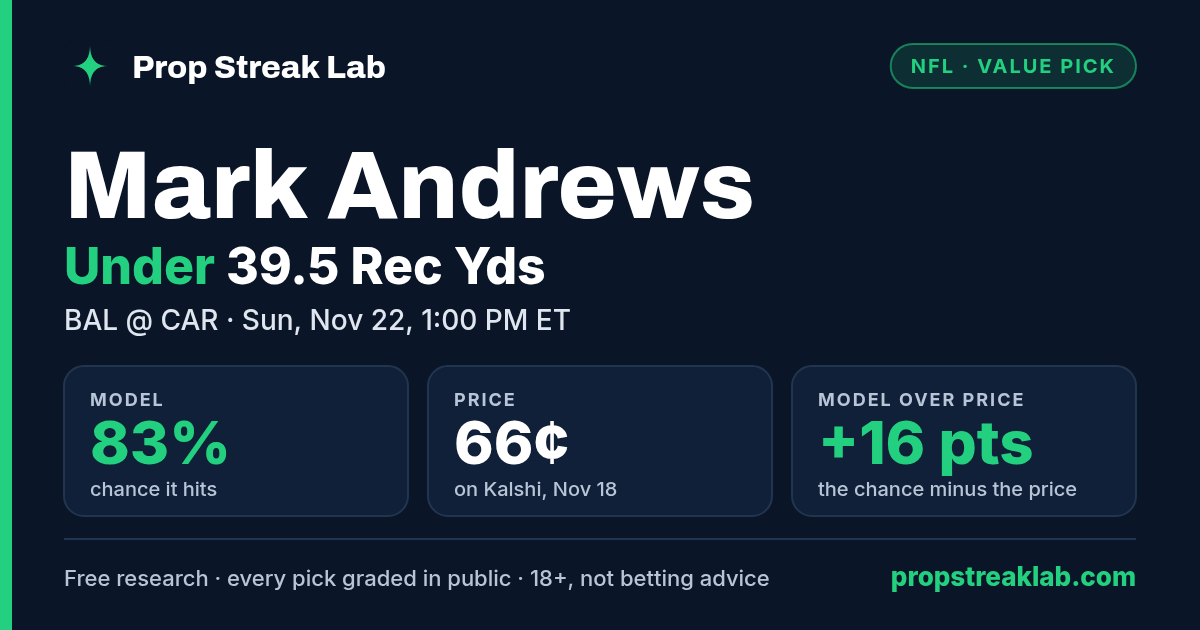 Prop Streak Lab
NFL · VALUE PICK
Mark Andrews
Under 39.5 Rec Yds
BAL @ CAR · Sun, Nov 22, 1:00 PM ET
MODEL
83%
chance it hits
PRICE
66¢
on Kalshi, Nov 18
MODEL OVER PRICE
+16 pts
the chance minus the price
Free research · every pick graded in public · 18+, not betting advice
propstreaklab.com